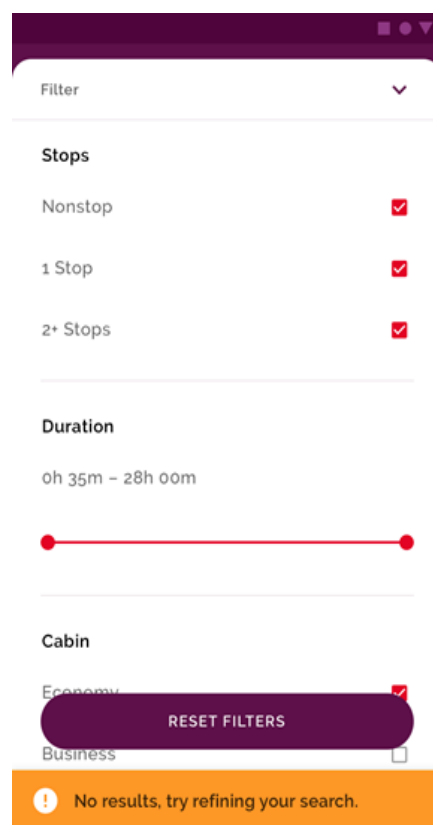 Filter
Stops
Nonstop
1 Stop
2+ Stops
Duration
0h 35m – 28h 00m
Cabin
Economy
RESET FILTERS
Business
No results, try refining your search.